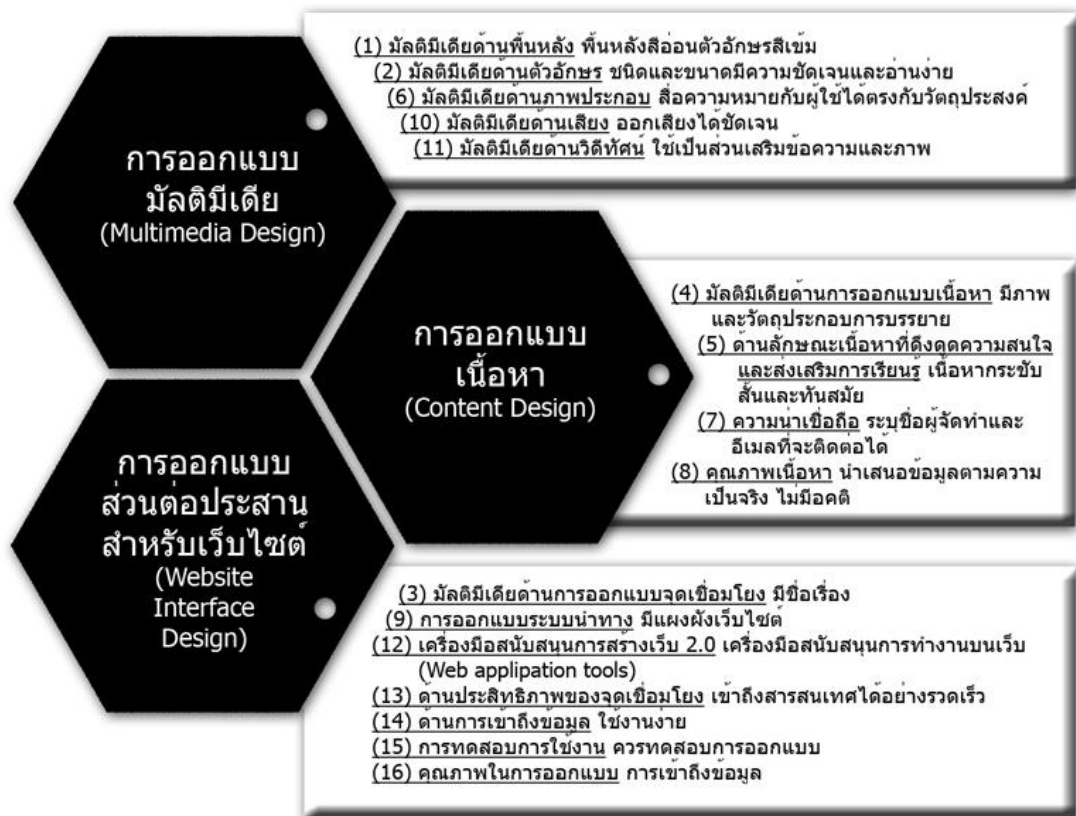 การออกแบบ
มัลติมีเดีย
(Multimedia Design)
(1) มัลติมีเดียด้านพื้นหลัง พื้นหลังสีอ่อนตัวอักษรสีเข้ม
(2) มัลติมีเดียด้านตัวอักษร ชนิดและขนาดมีความชัดเจนและอ่านง่าย
(6) มัลติมีเดียด้านภาพประกอบ สื่อความหมายกับผู้ใช้ได้ตรงกับวัตถุประสงค์
(10) มัลติมีเดียด้านเสียง ออกเสียงได้ชัดเจน
(11) มัลติมีเดียด้านวิดีทัศน์ ใช้เป็นส่วนเสริมข้อความและภาพ
การออกแบบ
เนื้อหา
(Content Design)
(4) มัลติมีเดียด้านการออกแบบเนื้อหา มีภาพ
และวัตถุประกอบการบรรยาย
(5) ด้านลักษณะเนื้อหาที่ดึงดูดความสนใจ
และส่งเสริมการเรียนรู้ เนื้อหากระชับ
สั้นและทันสมัย
(7) ความน่าเชื่อถือ ระบุชื่อผู้จัดทำและ
อีเมลที่จะติดต่อได้
(8) คุณภาพเนื้อหา นำเสนอข้อมูลตามความ
เป็นจริง ไม่มีอคติ
การออกแบบ
ส่วนต่อประสาน
สำหรับเว็บไซต์
(Website
Interface
Design)
(3) มัลติมีเดียด้านการออกแบบจุดเชื่อมโยง มีชื่อเรื่อง
(9) การออกแบบระบบนำทาง มีแผงผังเว็บไซต์
(12) เครื่องมือสนับสนุนการสร้างเว็บ 2.0 เครื่องมือสนับสนุนการทำงานบนเว็บ
(Web applipation tools)
(13) ด้านประสิทธิภาพของจุดเชื่อมโยง เข้าถึงสารสนเทศได้อย่างรวดเร็ว
(14) ด้านการเข้าถึงข้อมูล ใช้งานง่าย
(15) การทดสอบการใช้งาน ควรทดสอบการออกแบบ
(16) คุณภาพในการออกแบบ การเข้าถึงข้อมูล